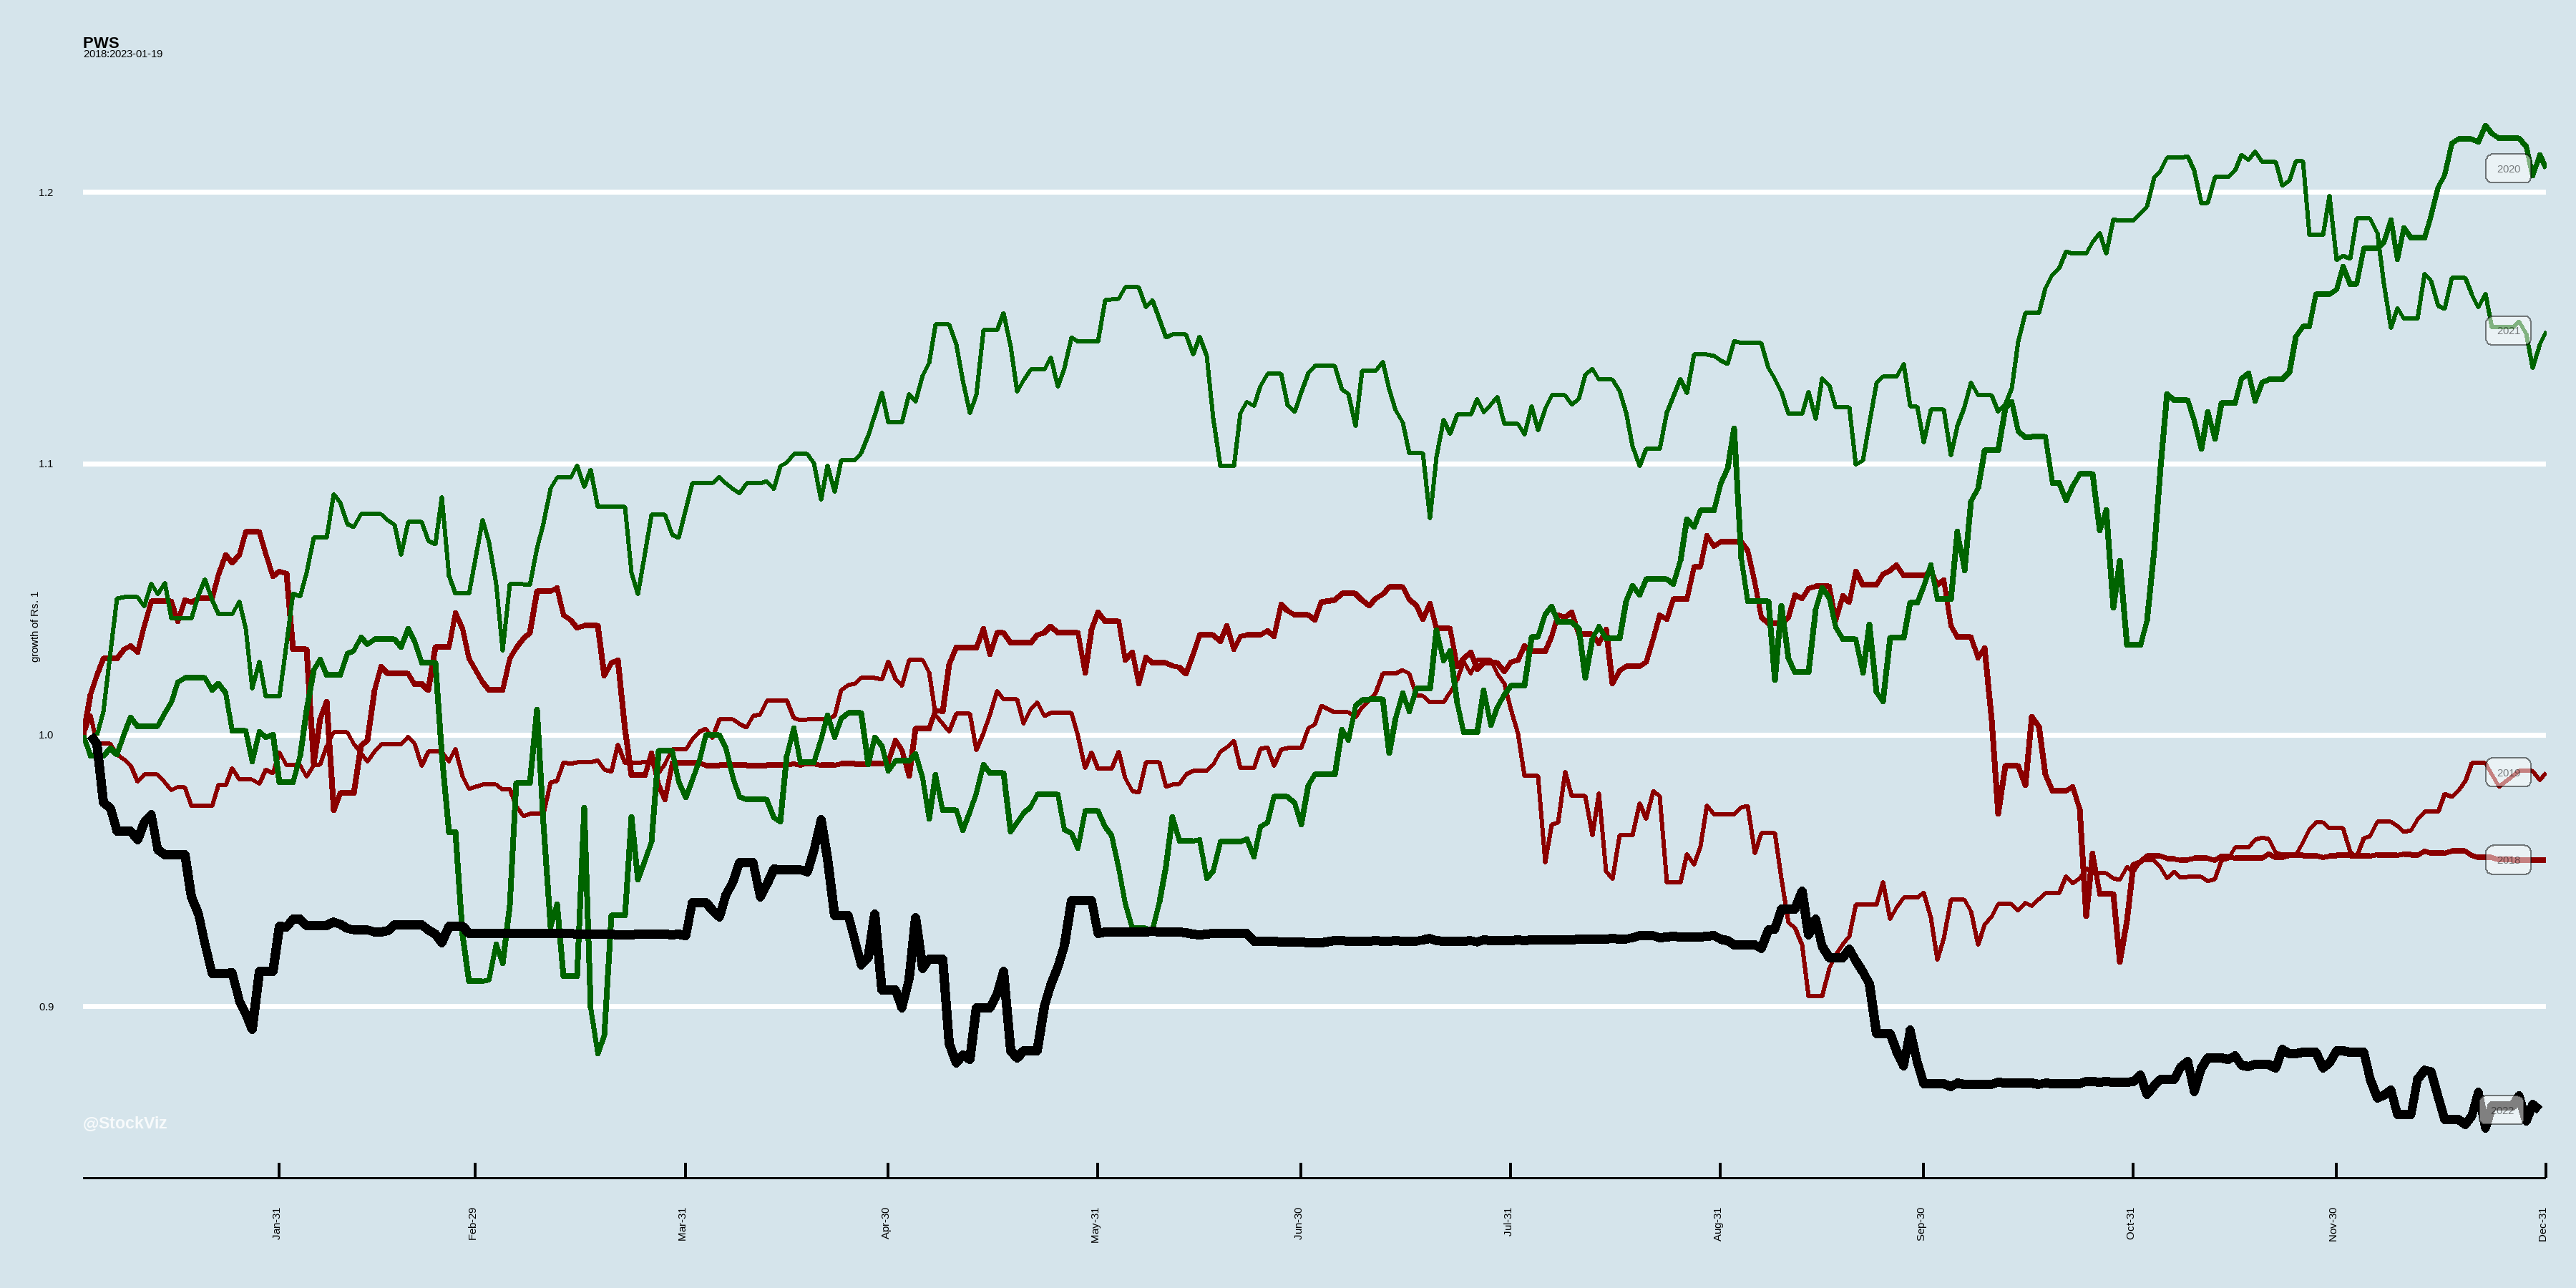 PWS
2018:2023-01-19
1.2
1.1
1.0
0.9
growth of Rs. 1
2020
2021
2019
2018
2022
@StockViz
Jan-31
Feb-29
Mar-31
Apr-30
May-31
Jun-30
Jul-31
Aug-31
Sep-30
Oct-31
Nov-30
Dec-31